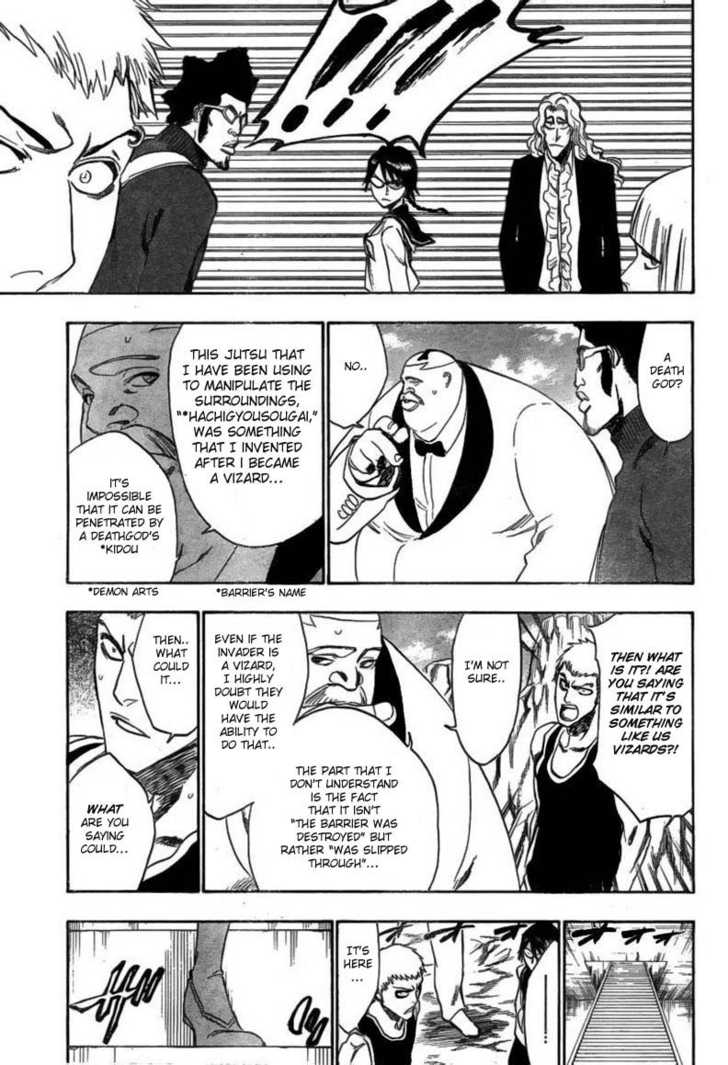 A
DEATH
GOD?
NO..
THIS JUTSU THAT
I HAVE BEEN USING
TO MANIPULATE THE
SURROUNDINGS,
"*HACHIGYOUSOUGAI,"
WAS SOMETHING
THAT I INVENTED
AFTER I BECAME
A VIZARD...
IT'S
IMPOSSIBLE
THAT IT CAN BE
PENETRATED BY
A DEATHGOD'S
*KIDOU
*DEMON ARTS
*BARRIER'S NAME
THEN WHAT
IS IT?! ARE
YOU SAYING
THAT IT'S
SIMILAR TO
SOMETHING
LIKE US
VIZARDS?!
I'M NOT
SURE..
EVEN IF THE
INVADER IS
A VIZARD,
I HIGHLY
DOUBT THEY
WOULD
HAVE THE
ABILITY TO
DO THAT..
THE PART THAT I
DON'T UNDERSTAND
IS THE FACT
THAT IT ISN'T
"THE BARRIER WAS
DESTROYED" BUT
RATHER "WAS SLIPPED
THROUGH"...
THEN..
WHAT
COULD
IT...
WHAT
ARE YOU
SAYING
COULD...
IT'S
HERE
...